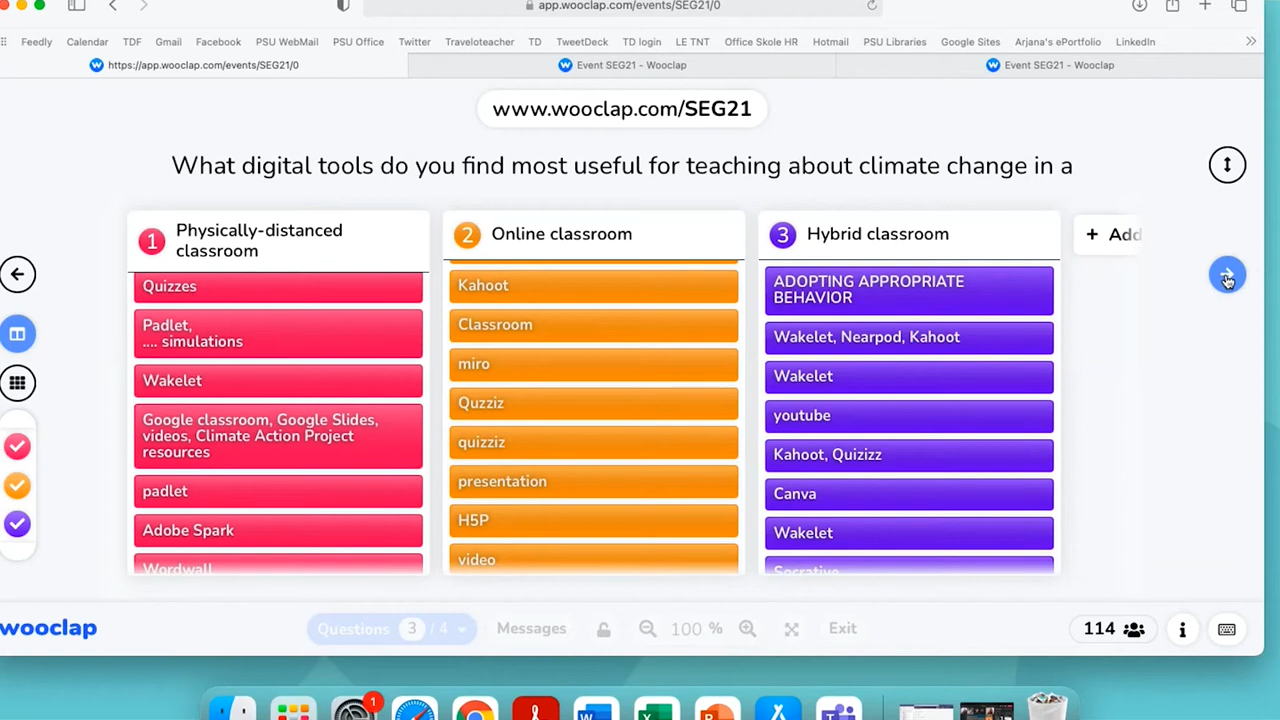 app.wooclap.com/events/SEG21/0
Feedly Calendar TDF Gmail Facebook PSU WebMail PSU Office Twitter Traveloteacher TD TweetDeck TD login LE TNT Office Skole HR Hotmail PSU Libraries Google Sites Arjana's ePortfolio LinkedIn
https://app.wooclap.com/events/SEG21/0
Event SEG21 - Wooclap
Event SEG21 - Wooclap
www.wooclap.com/SEG21
What digital tools do you find most useful for teaching about climate change in a
1 Physically-distanced
classroom
Quizzes
Padlet,
.... simulations
Wakelet
Google classroom, Google Slides,
videos, Climate Action Project
resources
padlet
Adobe Spark
Wordwall
2 Online classroom
Kahoot
Classroom
miro
Quzziz
quizziz
presentation
H5P
video
3 Hybrid classroom
ADOPTING APPROPRIATE
BEHAVIOR
Wakelet, Nearpod, Kahoot
Wakelet
youtube
Kahoot, Quizizz
Canva
Wakelet
Socrative
+ Add
wooclap
Questions 3 / 4
Messages
100 %
Exit
114
1